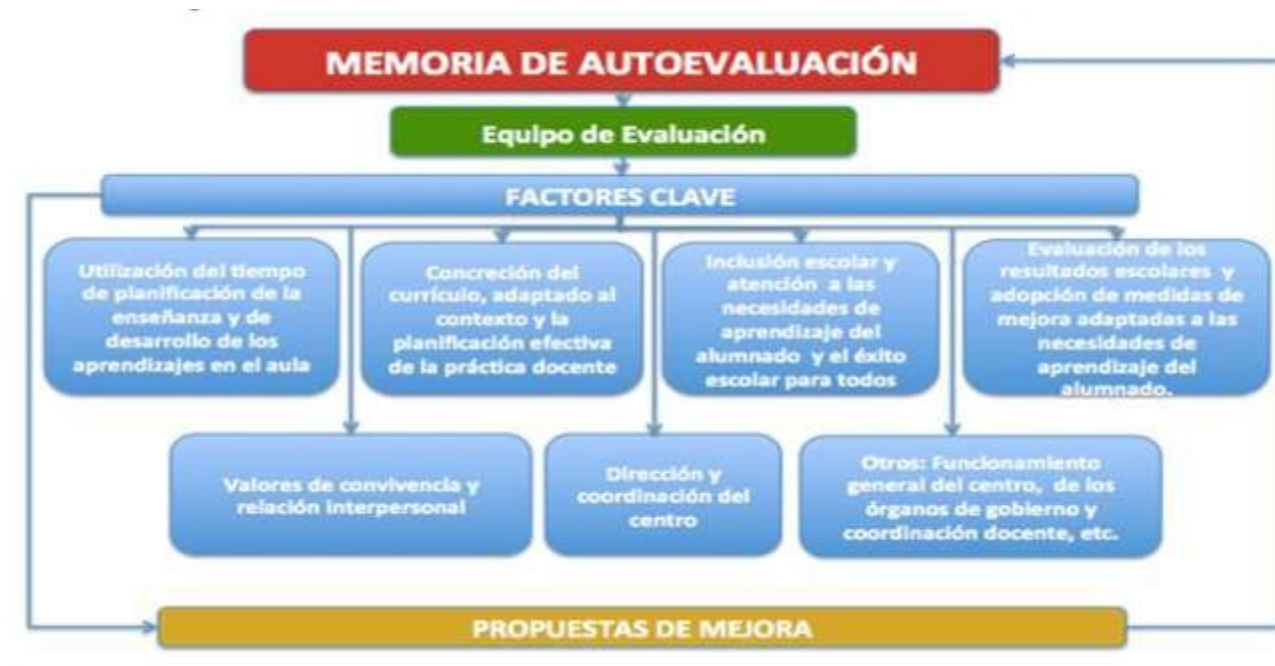 MEMORIA DE AUTOEVALUACIÓN
Equipo de Evaluación
FACTORES CLAVE
Utilización del tiempo
de planificación de la
enseñanza y de
desarrollo de los
aprendizajes en el aula
Concreción del
currículo, adaptado al
contexto y la
planificación efectiva
de la práctica docente
Inclusión escolar y
atención a las
necesidades de
aprendizaje del
alumnado y el éxito
escolar para todos
Evaluación de los
resultados escolares y
adopción de medidas de
mejora adaptadas a las
necesidades de
aprendizaje del
alumnado.
Valores de convivencia y
relación interpersonal
Dirección y
coordinación del
centro
Otros: Funcionamiento
general del centro, de los
órganos de gobierno y
coordinación docente, etc.
PROPUESTAS DE MEJORA